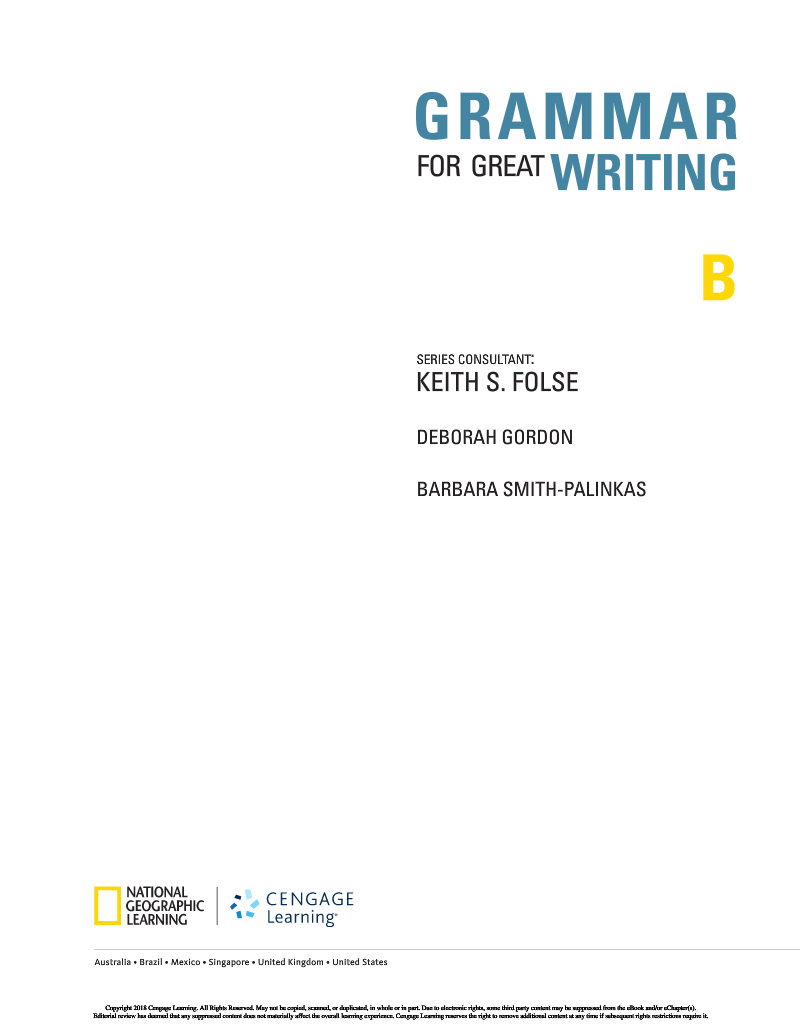 GRAMMAR
FOR GREAT WRITING
B
SERIES CONSULTANT:
KEITH S. FOLSE
DEBORAH GORDON
BARBARA SMITH-PALINKAS
NATIONAL
GEOGRAPHIC
LEARNING
CENGAGE
Learning®
Australia • Brazil • Mexico • Singapore • United Kingdom • United States
Copyright 2018 Cengage Learning. All Rights Reserved. May not be copied, scanned, or duplicated, in whole or in part. Due to electronic rights, some third party content may be suppressed from the eBook and/or eChapter(s).
Editorial review has deemed that any suppressed content does not materially affect the overall learning experience. Cengage Learning reserves the right to remove additional content at any time if subsequent rights restrictions require it.